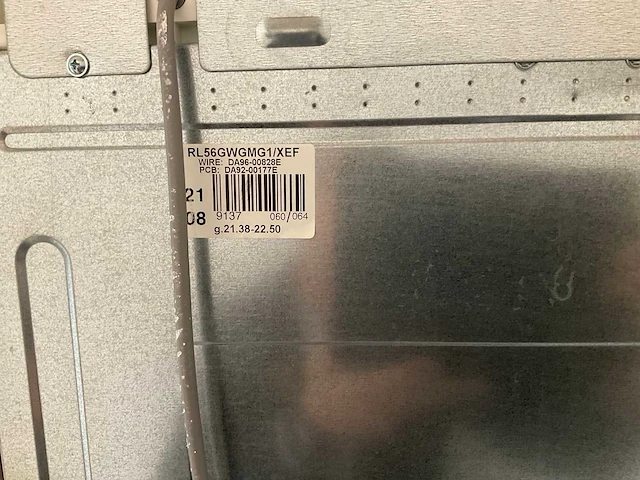 RL56GWGMG1/XEF
WIRE: DA96-00828E
PCB: DA92-00177E
21
08 9137 060/064
g.21.38-22.50